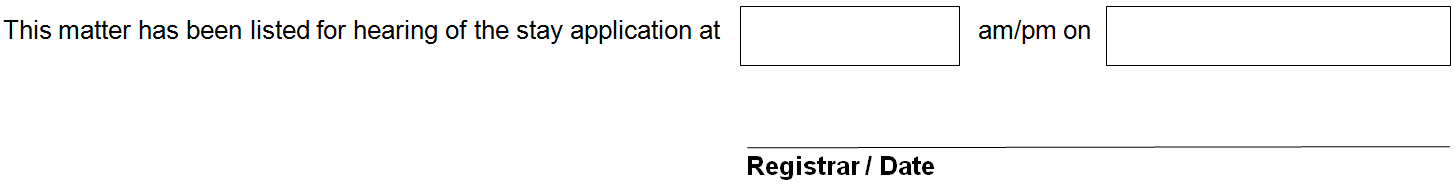 This matter has been listed for hearing of the stay application at am/pm on
Registrar / Date